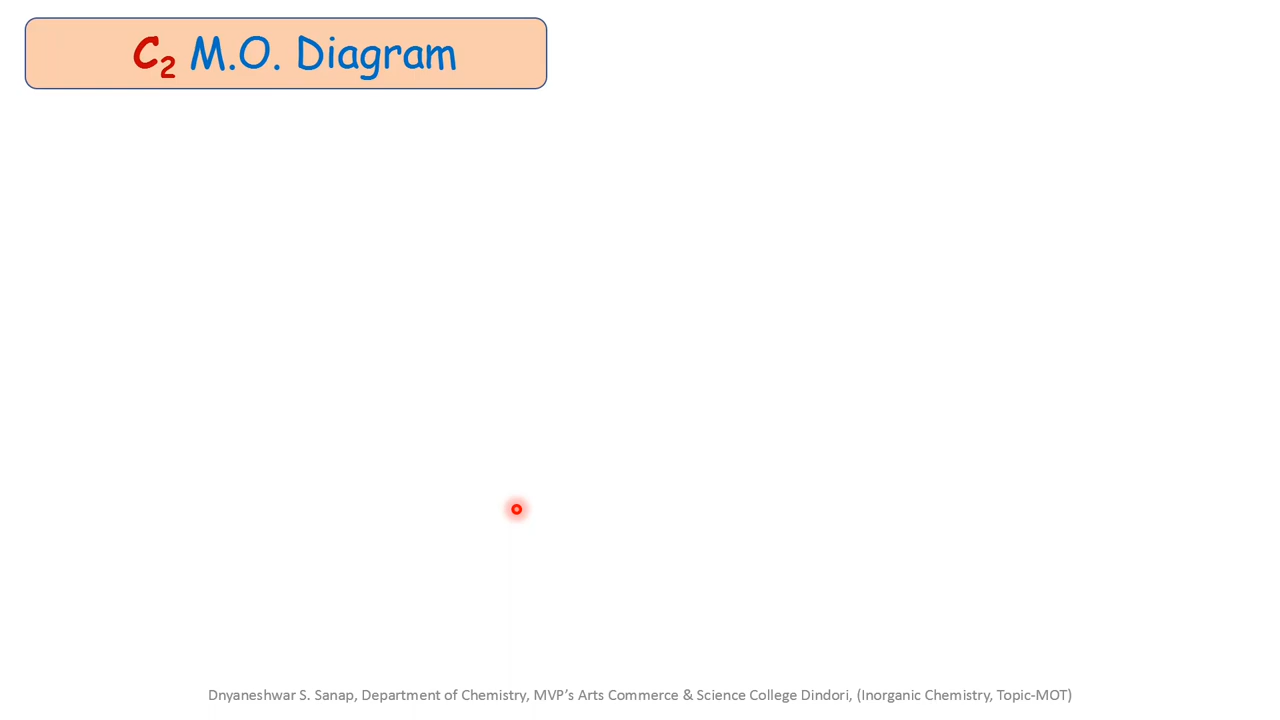 C₂ M.O. Diagram
Dnyaneshwar S. Sanap, Department of Chemistry, MVP’s Arts Commerce & Science College Dindori, (Inorganic Chemistry, Topic-MOT)